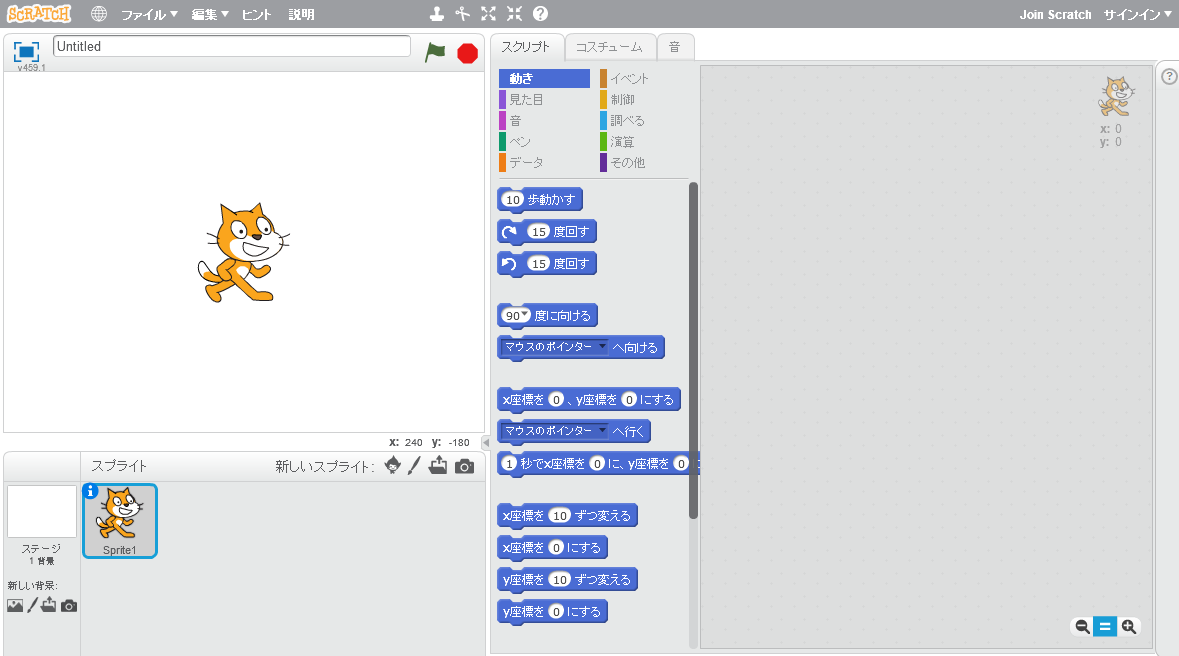 SCRATCH ファイル 編集 ヒント 説明 ? Join Scratch サインイン
v459.1
Untitled
スクリプト コスチューム 音
動き イベント
見た目 制御
音 調べる
ペン 演算
データ その他
10 歩動かす
15 度回す
15 度回す
90 度に向ける
マウスのポインター へ向ける
x座標を 0 、y座標を 0 にする
マウスのポインター へ行く
1 秒でx座標を 0 に、y座標を 0
x座標を 10 ずつ変える
x座標を 0 にする
y座標を 10 ずつ変える
y座標を 0 にする
x: 0
y: 0
?
x: 240 y: -180
スプライト 新しいスプライト:
Sprite1
ステージ
1 背景
新しい背景: